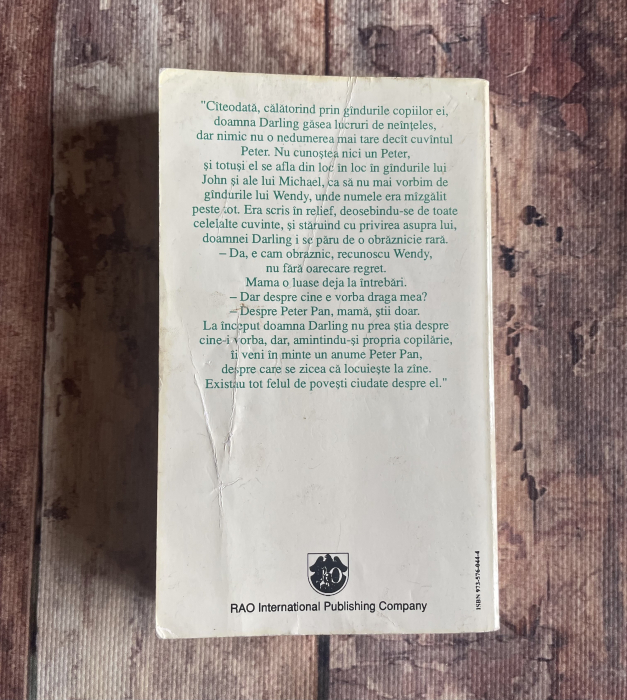 "Cîteodată, călătorind prin gîndurile copiilor ei,
doamna Darling găsea lucruri de neînțeles,
dar nimic nu o nedumerea mai tare decît cuvîntul
Peter. Nu cunoștea nici un Peter,
și totuși el se afla din loc în loc în gîndurile lui
John și ale lui Michael, ca să nu mai vorbim de
gîndurile lui Wendy, unde numele era mîzgălit
peste tot. Era scris în relief, deosebindu-se de toate
celelalte cuvinte, și stăruind cu privirea asupra lui,
doamnei Darling i se păru de o obrăznicie rară.
– Da, e cam obraznic, recunoscu Wendy,
nu fără oarecare regret.
Mama o luase deja la întrebări.
– Dar despre cine e vorba draga mea?
– Despre Peter Pan, mamă, știi doar.
La început doamna Darling nu prea știa despre
cine-i vorba, dar, amintindu-și propria copilărie,
îi veni în minte un anume Peter Pan,
despre care se zicea că locuiește la zîne.
Existau tot felul de povești ciudate despre el."
RAO International Publishing Company
ISBN 973-576-044-4